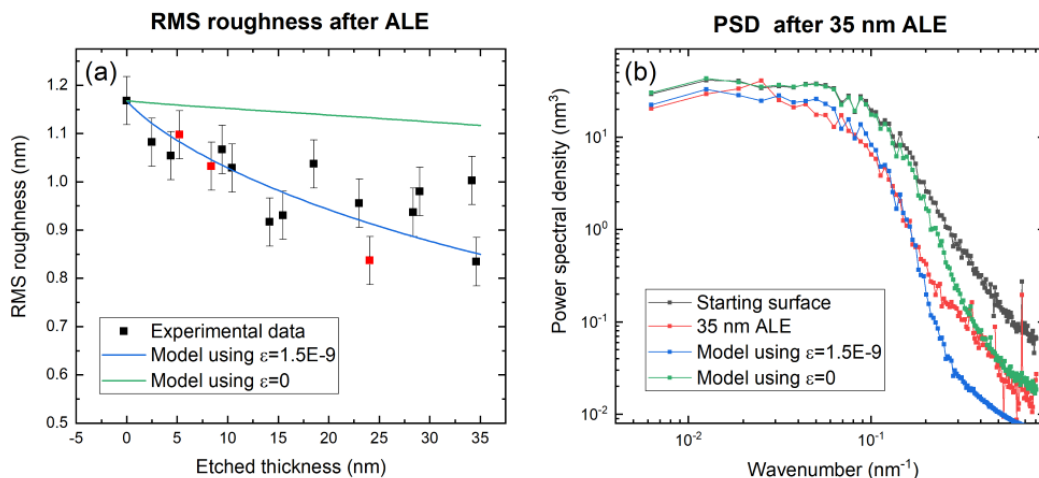 RMS roughness after ALE
(a)
RMS roughness (nm)
1.2
1.1
1.0
0.9
0.8
0.7
0.6
0.5
Experimental data
Model using ε=1.5E-9
Model using ε=0
-5 0 5 10 15 20 25 30 35
Etched thickness (nm)
PSD after 35 nm ALE
(b)
Power spectral density (nm³)
10¹
10⁰
10⁻¹
10⁻²
Starting surface
35 nm ALE
Model using ε=1.5E-9
Model using ε=0
10⁻² 10⁻¹
Wavenumber (nm⁻¹)